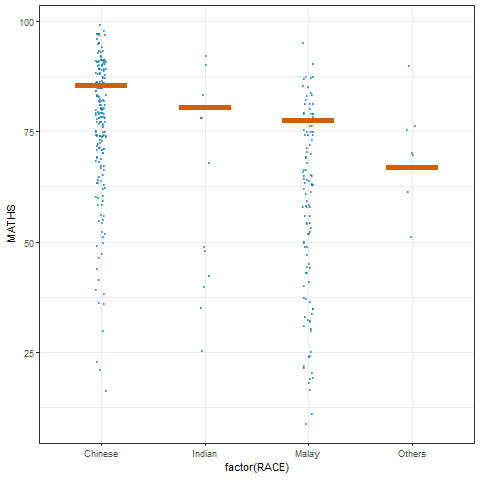 100
75
50
25
MATHS
Chinese
Indian
Malay
Others
factor(RACE)